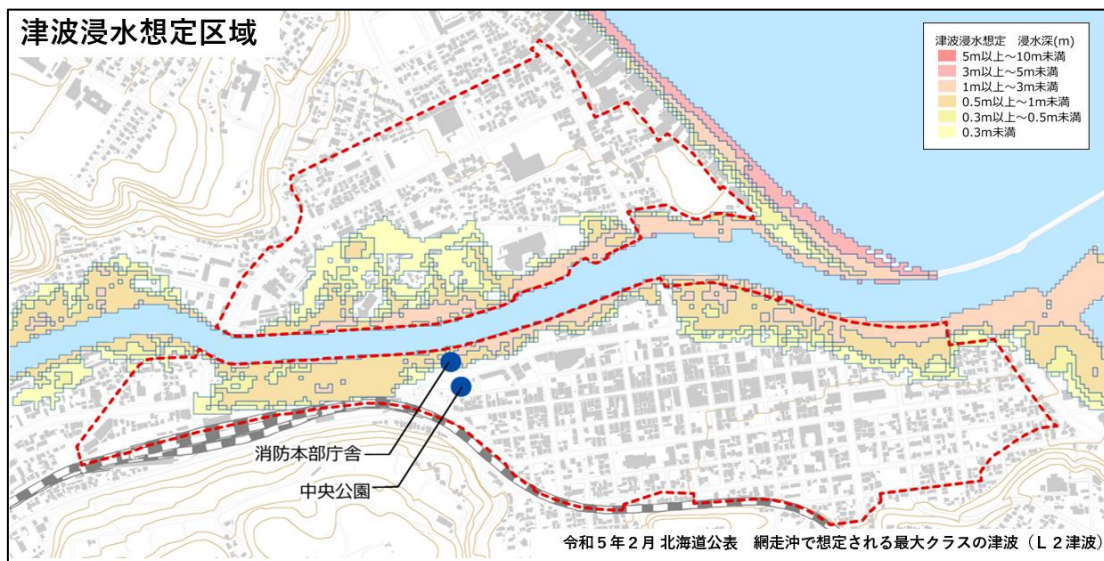 津波浸水想定区域
津波浸水想定　浸水深(m)
5m以上～10m未満
3m以上～5m未満
1m以上～3m未満
0.5m以上～1m未満
0.3m以上～0.5m未満
0.3m未満
消防本部庁舎
中央公園
令和５年２月 北海道公表　網走沖で想定される最大クラスの津波（Ｌ２津波）